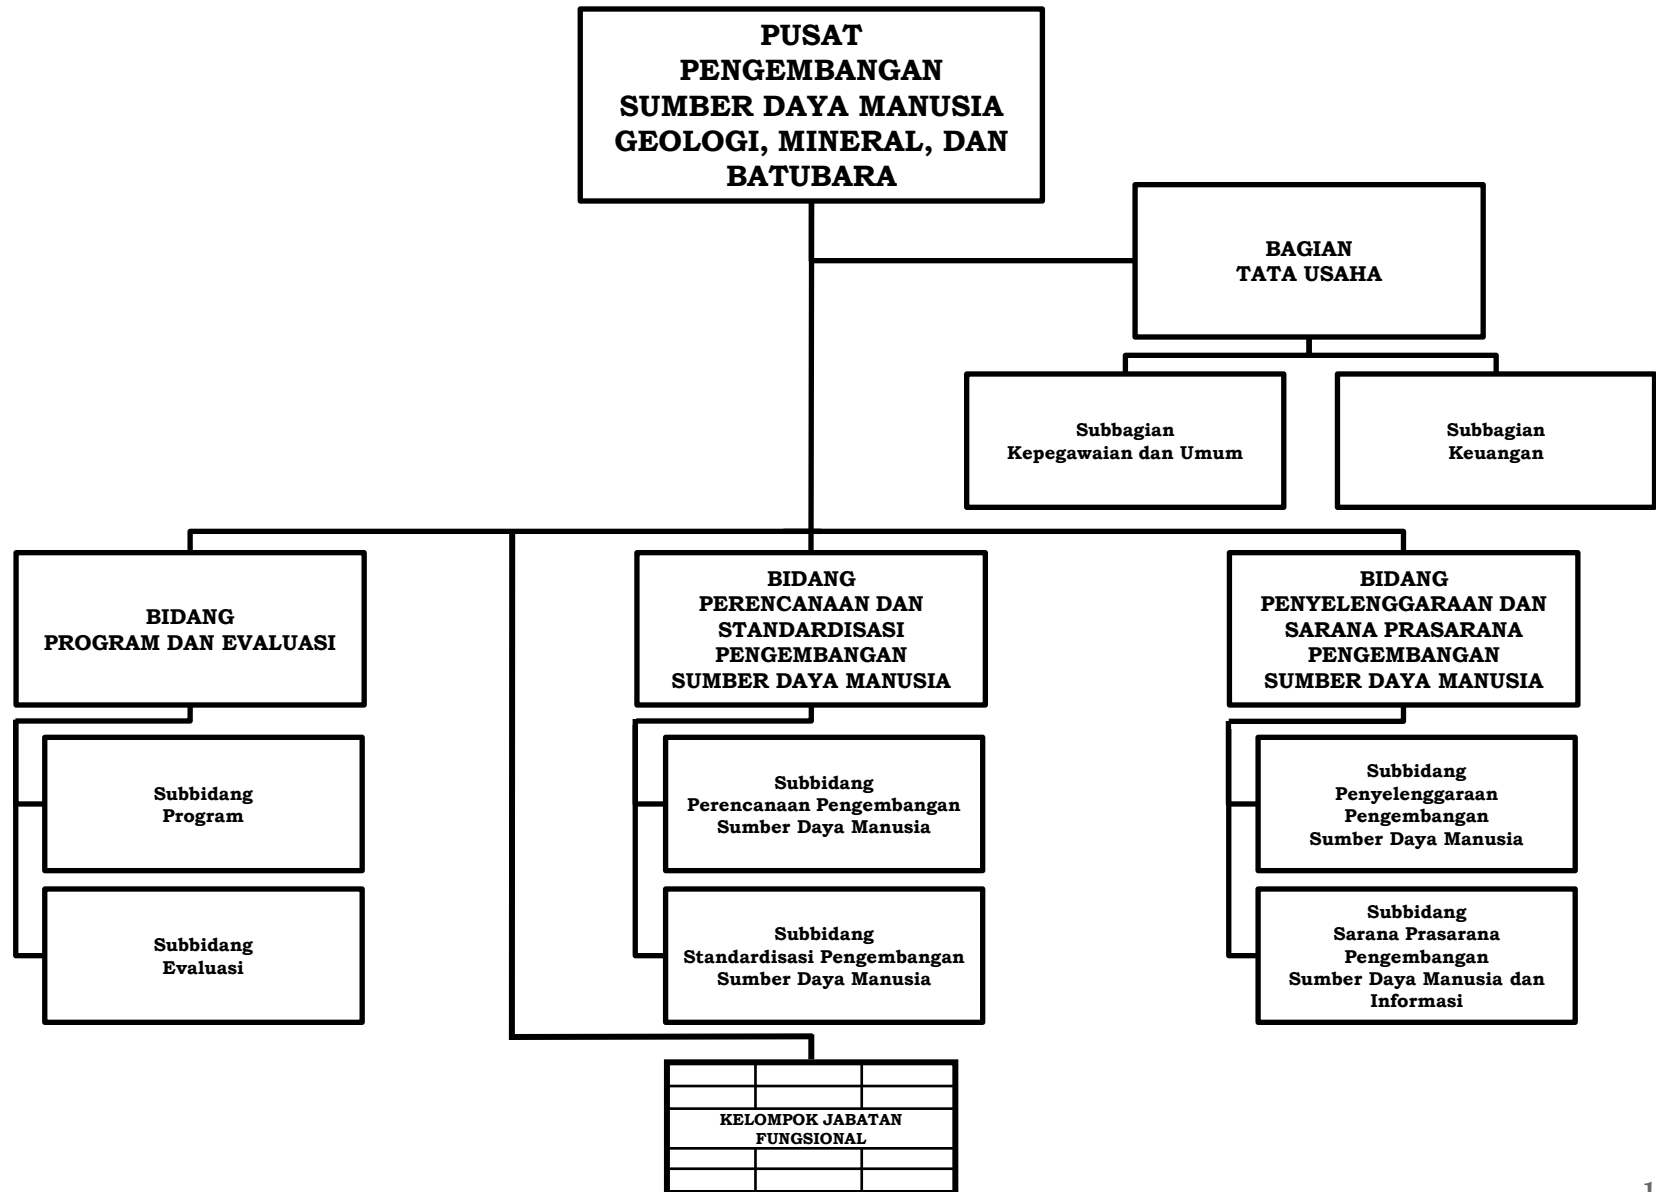 PUSAT
PENGEMBANGAN
SUMBER DAYA MANUSIA
GEOLOGI, MINERAL, DAN
BATUBARA
BAGIAN
TATA USAHA
Subbagian
Kepegawaian dan Umum
Subbagian
Keuangan
BIDANG
PROGRAM DAN EVALUASI
BIDANG
PERENCANAAN DAN
STANDARDISASI
PENGEMBANGAN
SUMBER DAYA MANUSIA
BIDANG
PENYELENGGARAAN DAN
SARANA PRASARANA
PENGEMBANGAN
SUMBER DAYA MANUSIA
Subbidang
Program
Subbidang
Perencanaan Pengembangan
Sumber Daya Manusia
Subbidang
Penyelenggaraan
Pengembangan
Sumber Daya Manusia
Subbidang
Evaluasi
Subbidang
Standardisasi Pengembangan
Sumber Daya Manusia
Subbidang
Sarana Prasarana
Pengembangan
Sumber Daya Manusia dan
Informasi
KELOMPOK JABATAN
FUNGSIONAL
1